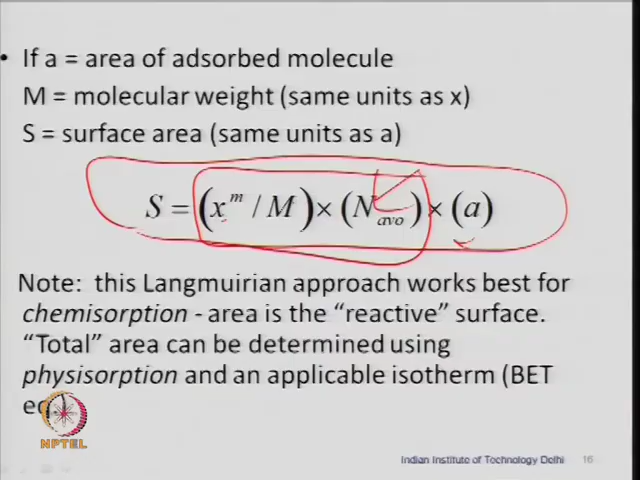 • If a = area of adsorbed molecule
M = molecular weight (same units as x)
S = surface area (same units as a)
S = (x^m / M) × (N_avo) × (a)
Note: this Langmuirian approach works best for
chemisorption - area is the "reactive" surface.
"Total" area can be determined using
physisorption and an applicable isotherm (BET
NPTEL
Indian Institute of Technology Delhi 16